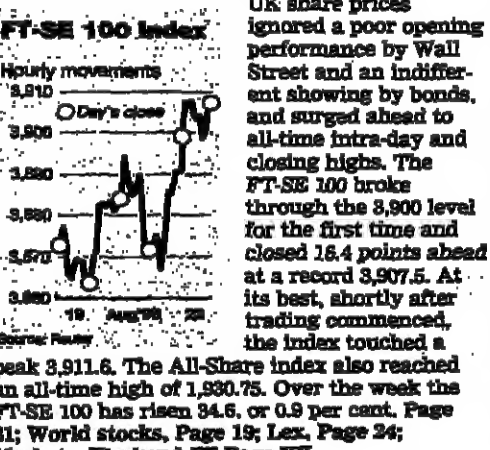 FT-SE 100 Index
Hourly movements
3,910
Day's close
3,900
3,890
3,880
3,870
3,860
19 Aug 96 23
Source: Reuter
UK share prices
ignored a poor opening
performance by Wall
Street and an indiffer-
ent showing by bonds,
and surged ahead to
all-time intra-day and
closing highs. The
FT-SE 100 broke
through the 3,900 level
for the first time and
closed 16.4 points ahead
at a record 3,907.5. At
its best, shortly after
trading commenced,
the index touched a
peak 3,911.6. The All-Share index also reached
an all-time high of 1,930.75. Over the week the
FT-SE 100 has risen 34.6, or 0.9 per cent. Page
31; World stocks, Page 19; Lex, Page 24;